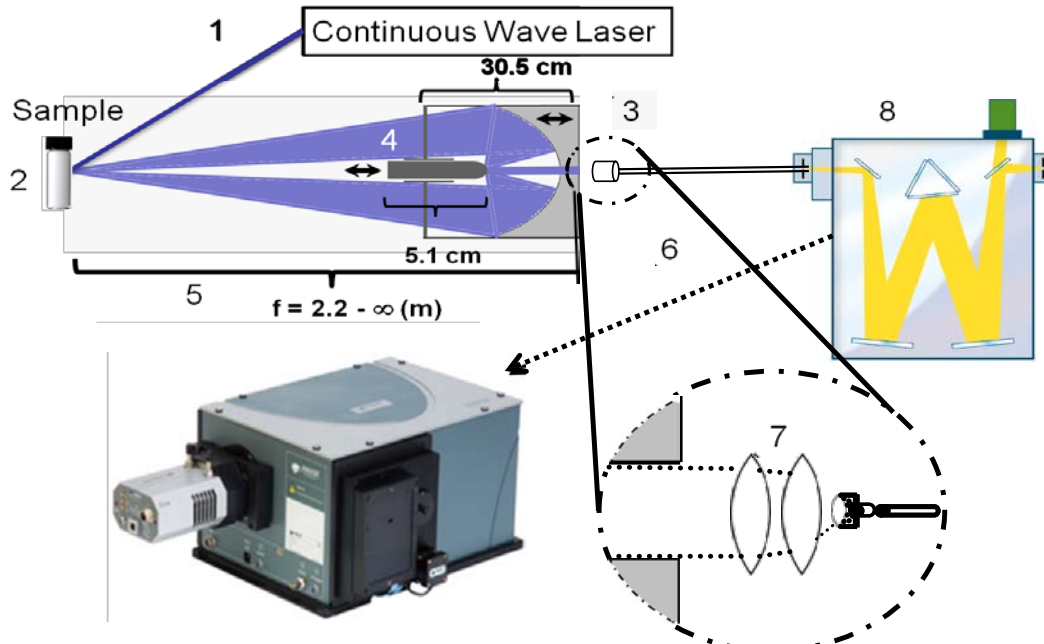 1
Continuous Wave Laser
30.5 cm
Sample
3
8
4
2
5.1 cm
6
5
f = 2.2 - ∞ (m)
7